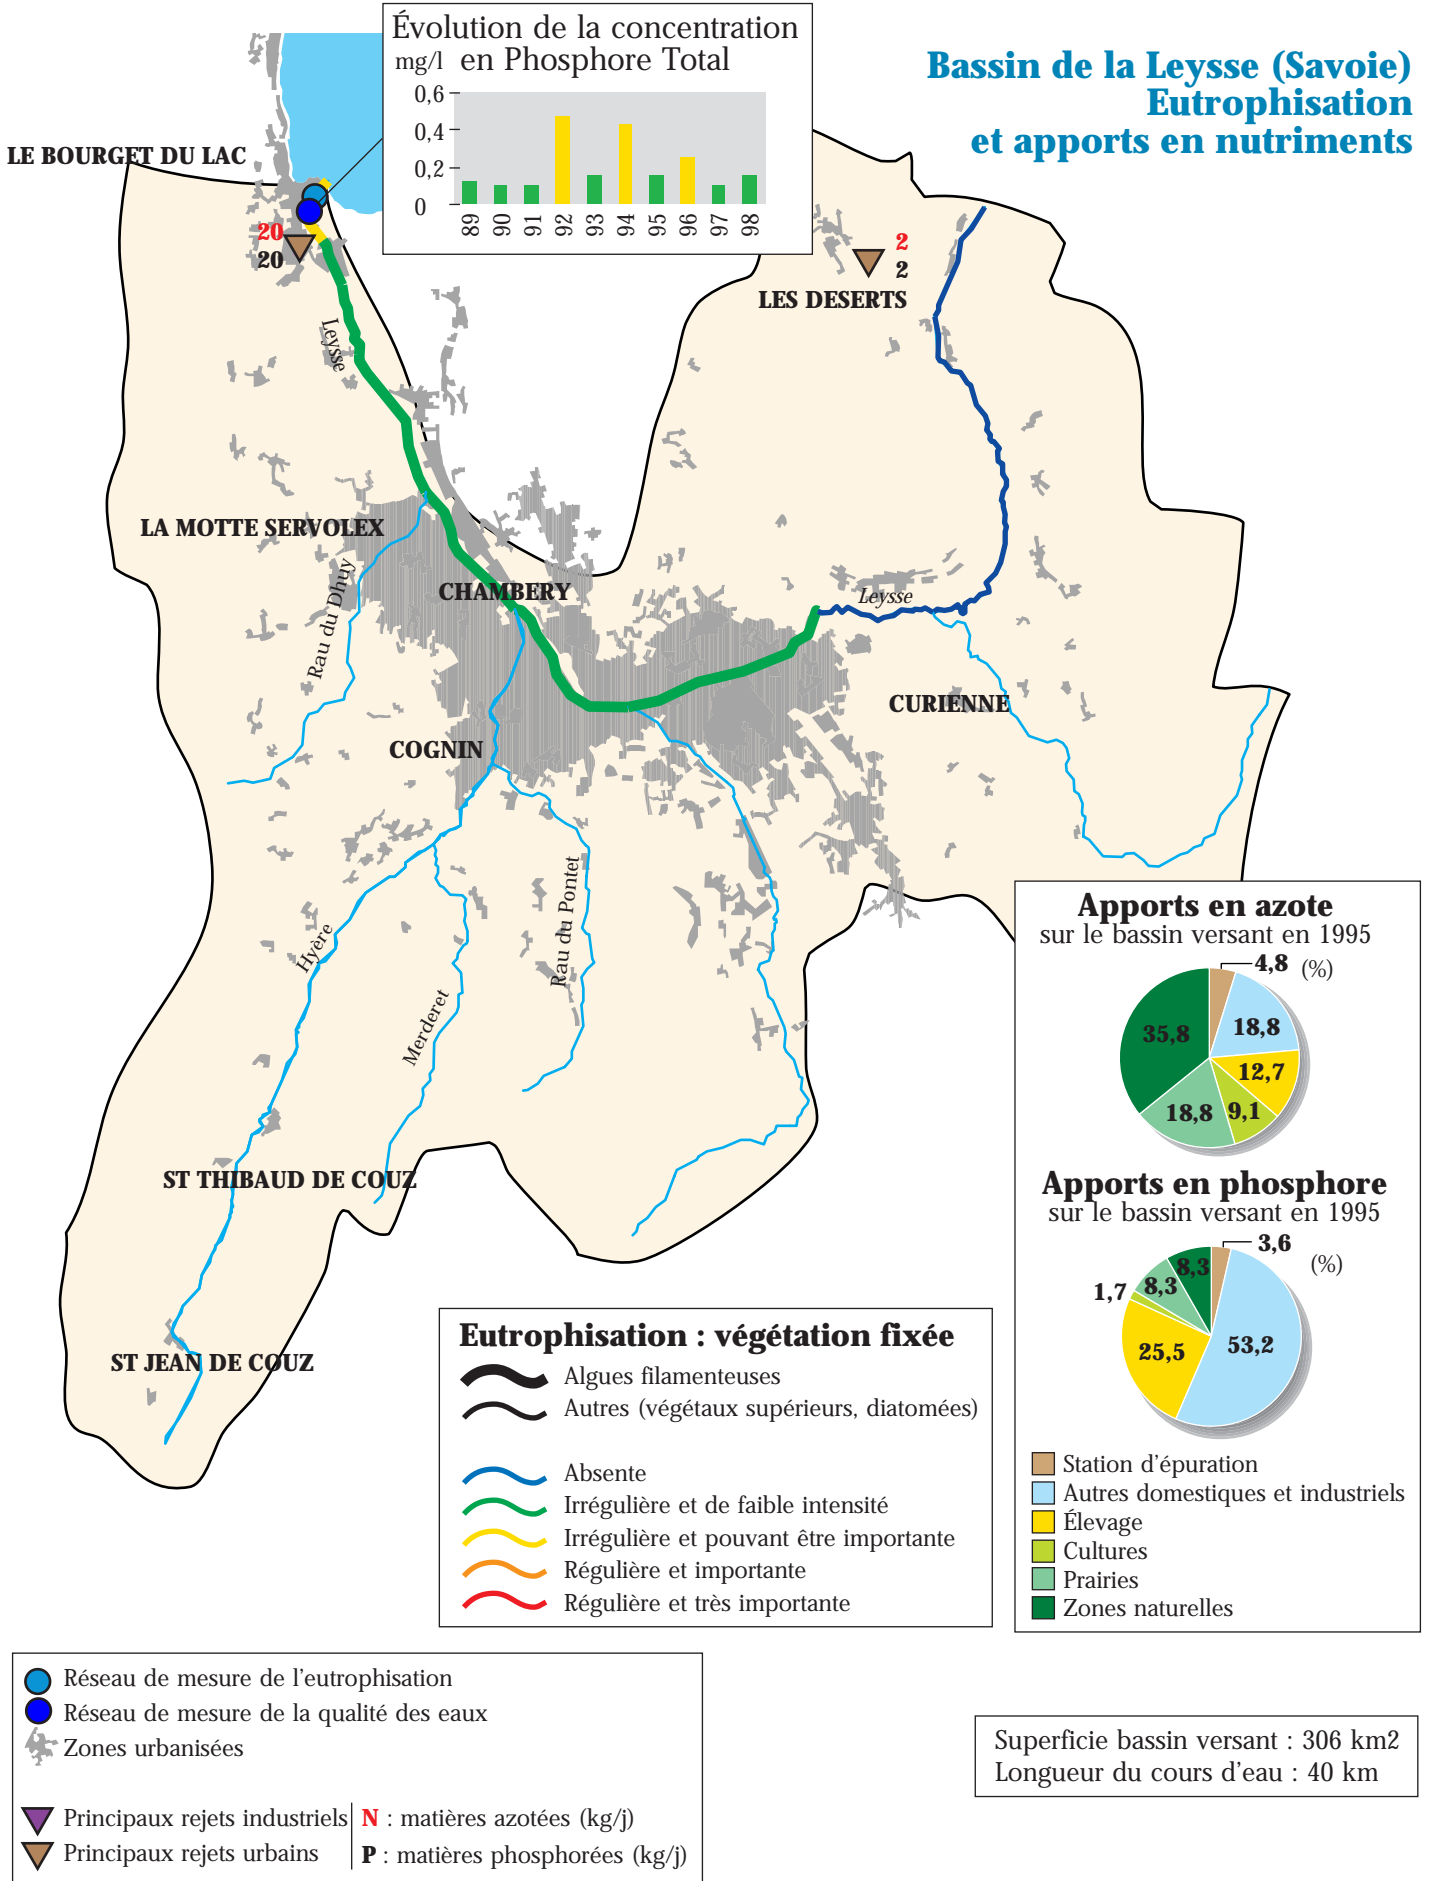 Évolution de la concentration
en Phosphore Total
mg/l
0,6
0,4
0,2
0
89
90
91
92
93
94
95
96
97
98
Bassin de la Leysse (Savoie)
Eutrophisation
et apports en nutriments
LE BOURGET DU LAC
20
20
2
2
LES DESERTS
Leysse
LA MOTTE SERVOLEX
CHAMBERY
Rau du Dhuy
Leysse
CURIENNE
COGNIN
Hyère
Merderet
Rau du Pontet
ST THIBAUD DE COUZ
ST JEAN DE COUZ
Apports en azote
sur le bassin versant en 1995
4,8
(%)
18,8
35,8
12,7
9,1
18,8
Apports en phosphore
sur le bassin versant en 1995
3,6
(%)
8,3
8,3
1,7
25,5
53,2
Station d'épuration
Autres domestiques et industriels
Élevage
Cultures
Prairies
Zones naturelles
Eutrophisation : végétation fixée
Algues filamenteuses
Autres (végétaux supérieurs, diatomées)
Absente
Irrégulière et de faible intensité
Irrégulière et pouvant être importante
Régulière et importante
Régulière et très importante
Réseau de mesure de l'eutrophisation
Réseau de mesure de la qualité des eaux
Zones urbanisées
Principaux rejets industriels
Principaux rejets urbains
N : matières azotées (kg/j)
P : matières phosphorées (kg/j)
Superficie bassin versant : 306 km2
Longueur du cours d'eau : 40 km